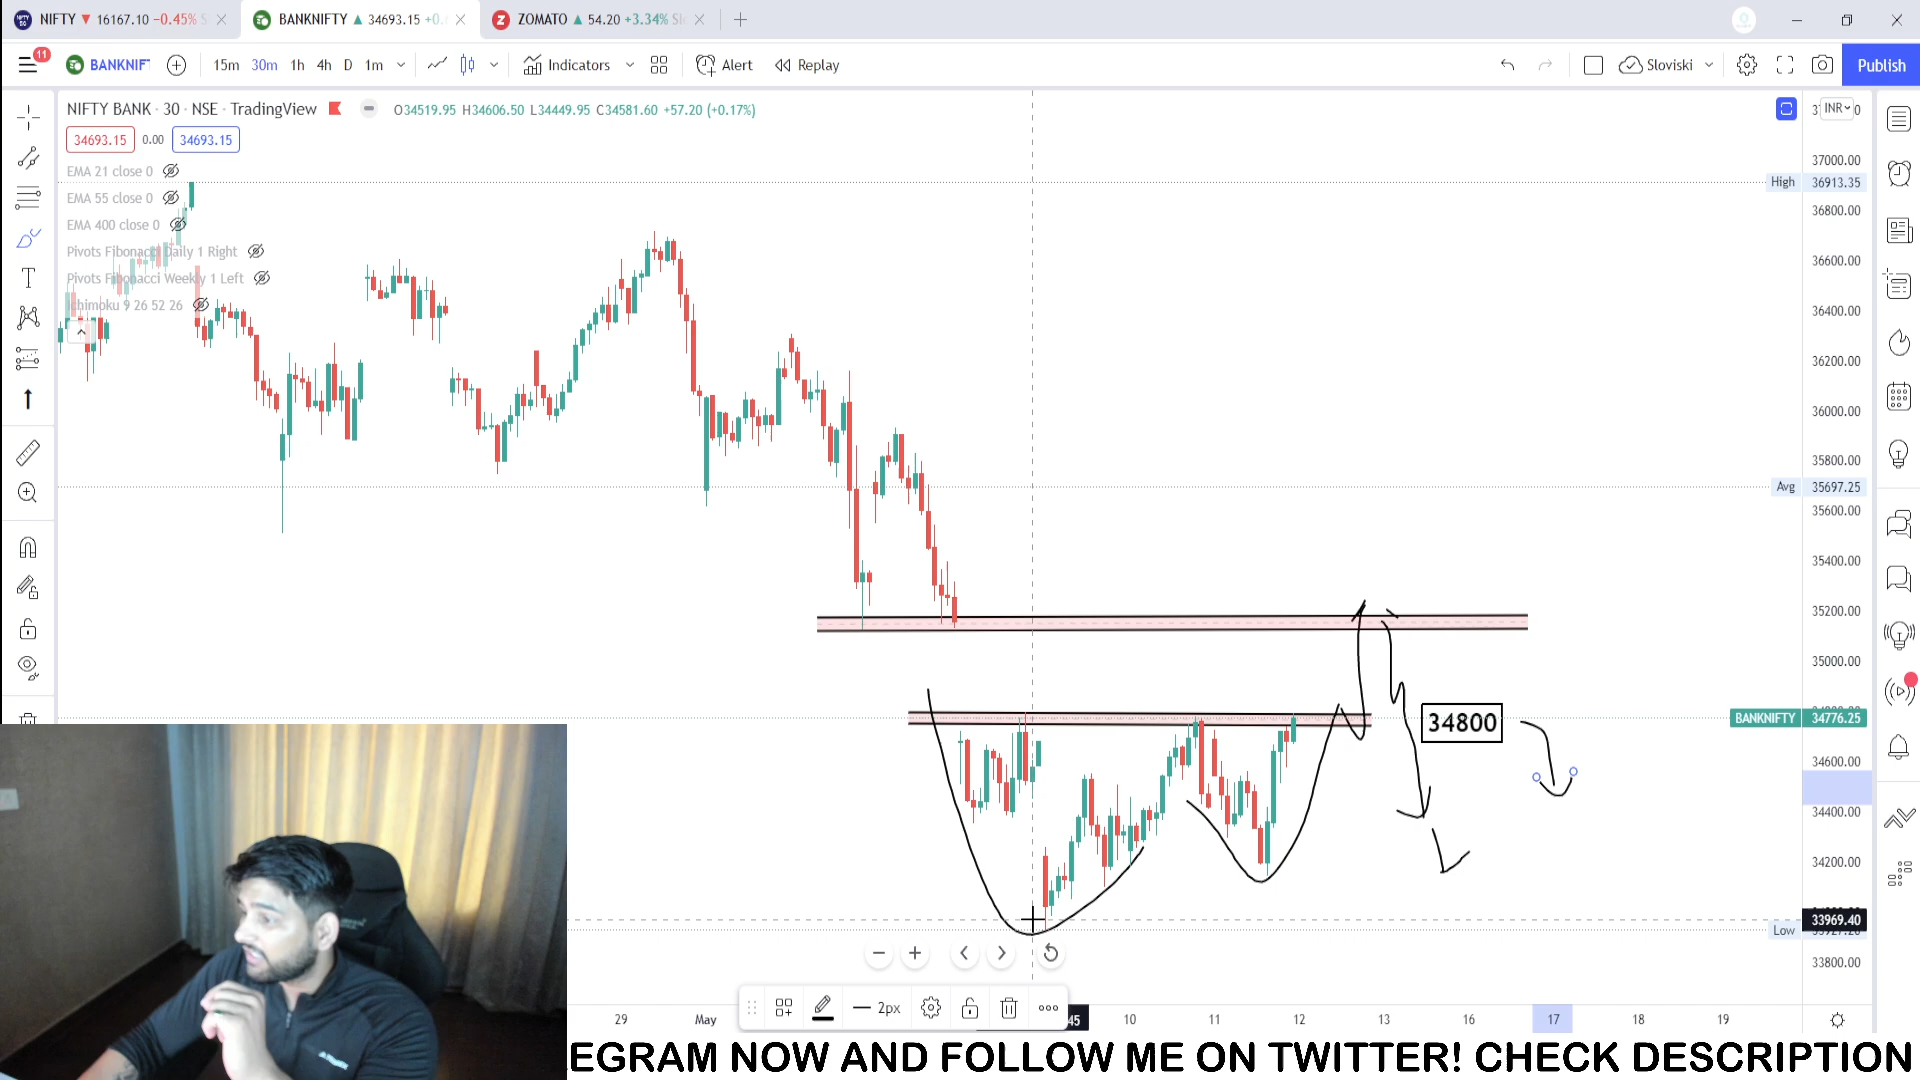 NIFTY ▼ 16167.10 −0.45%
BANKNIFTY ▲ 34693.15 +0.
ZOMATO ▲ 54.20 +3.34%
11
BANKNIF
15m 30m 1h 4h D 1m
Indicators
Alert
Replay
Sloviski
Publish
NIFTY BANK · 30 · NSE · TradingView
O34519.95 H34606.50 L34449.95 C34581.60 +57.20 (+0.17%)
INR
34693.15 0.00 34693.15
EMA 21 close 0
EMA 55 close 0
EMA 400 close 0
Pivots Fibonacci Daily 1 Right
Pivots Fibonacci Weekly 1 Left
Ichimoku 9 26 52 26
37000.00
High 36913.35
36800.00
36600.00
36400.00
36200.00
36000.00
35800.00
Avg 35697.25
35600.00
35400.00
35200.00
35000.00
34800
BANKNIFTY 34776.25
34600.00
34400.00
34200.00
33969.40
Low
33800.00
2px
29 May 45 10 11 12 13 16 17 18 19
EGRAM NOW AND FOLLOW ME ON TWITTER! CHECK DESCRIPTION